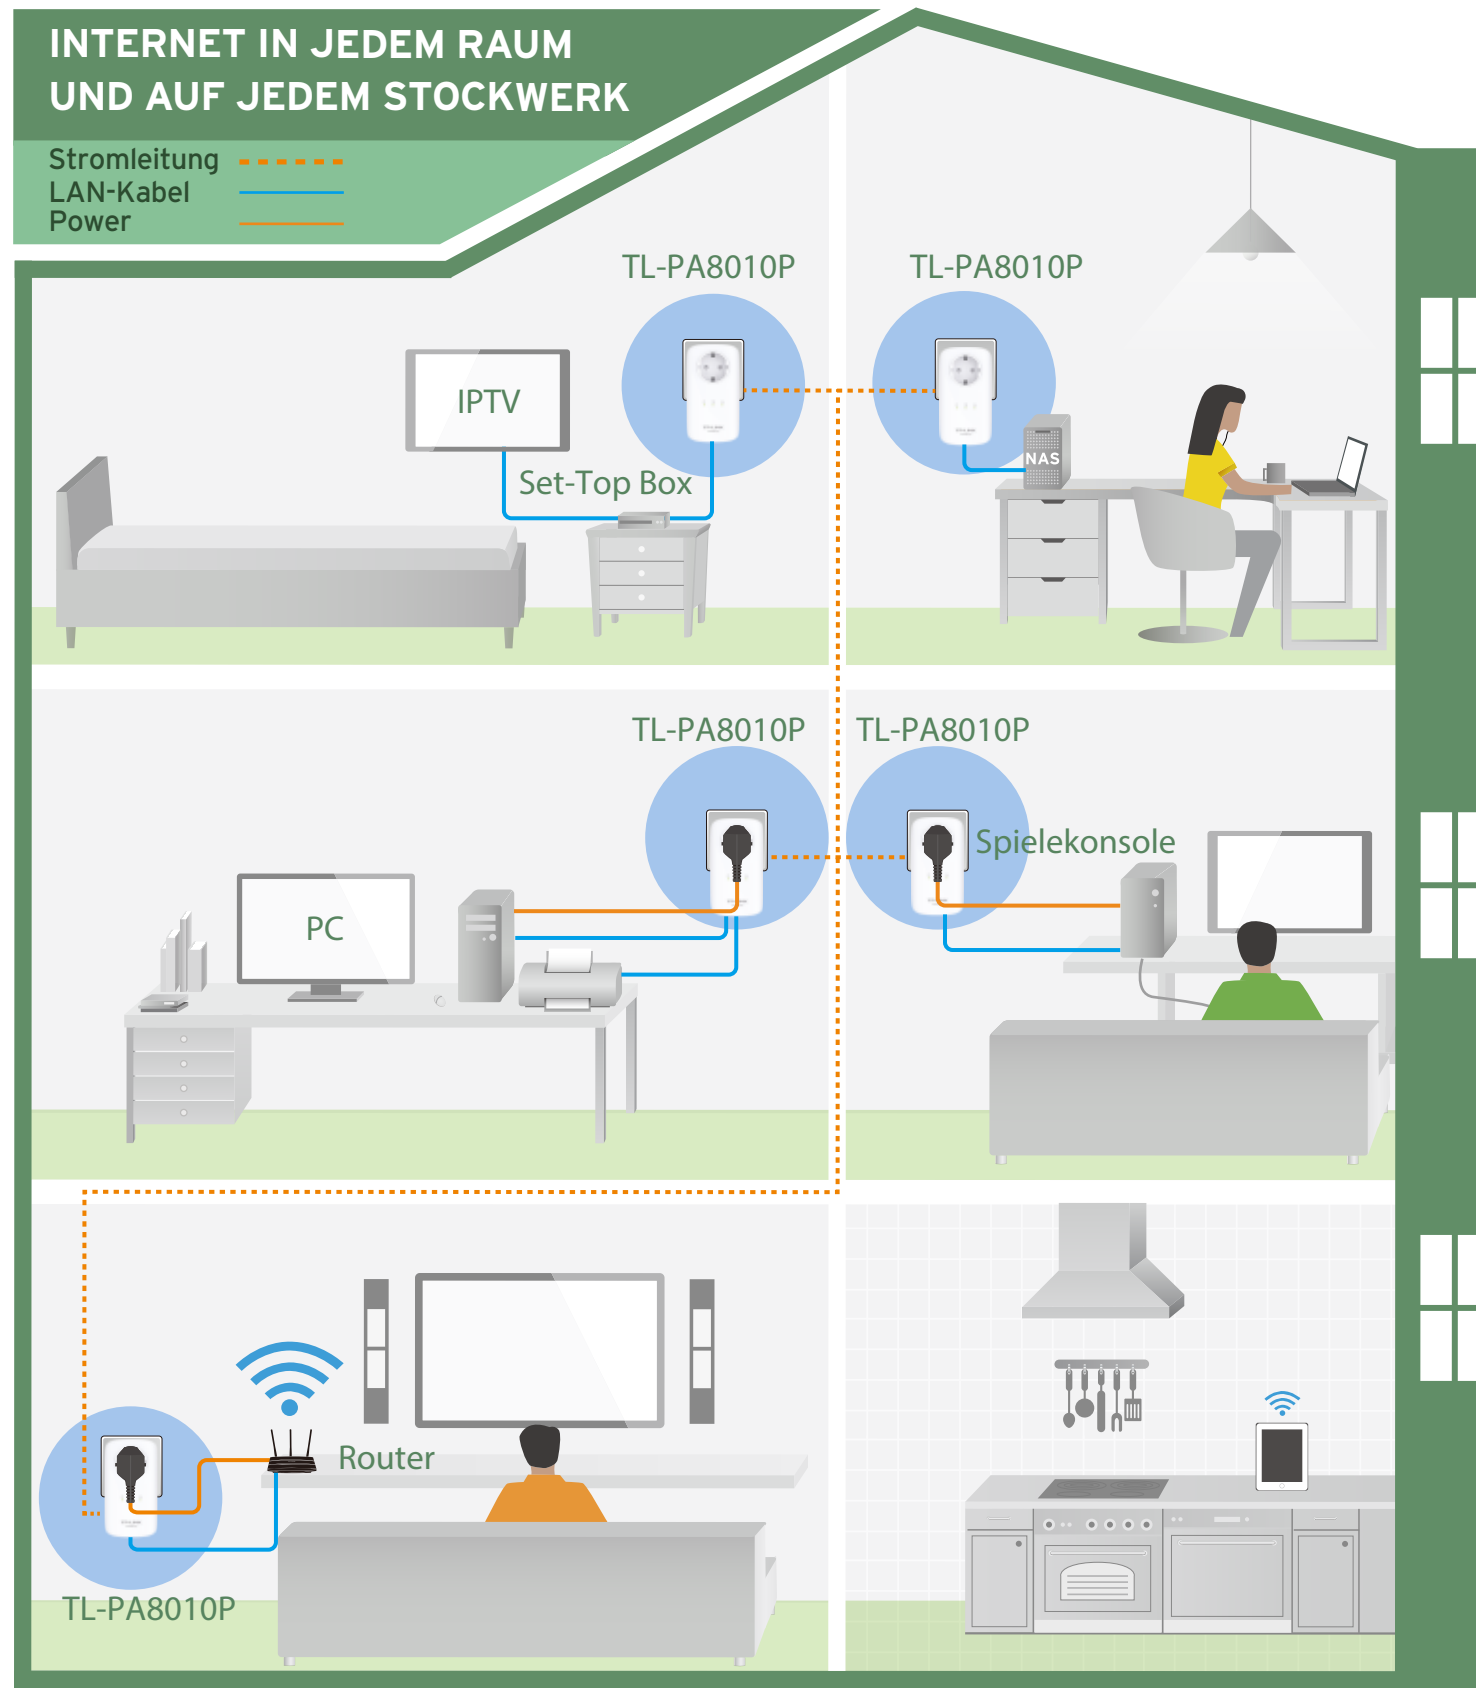 INTERNET IN JEDEM RAUM
UND AUF JEDEM STOCKWERK
Stromleitung
LAN-Kabel
Power
TL-PA8010P
TL-PA8010P
IPTV
Set-Top Box
NAS
TL-PA8010P
TL-PA8010P
Spielekonsole
PC
Router
TL-PA8010P